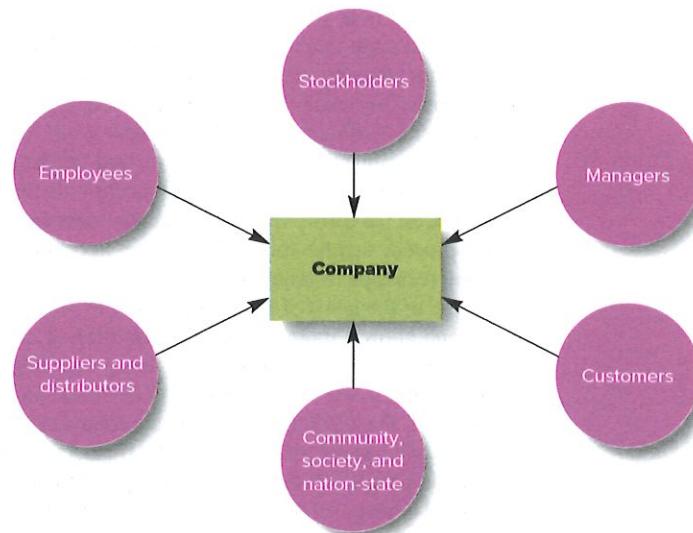 Stockholders
Employees
Managers
Company
Suppliers and
distributors
Customers
Community,
society, and
nation-state